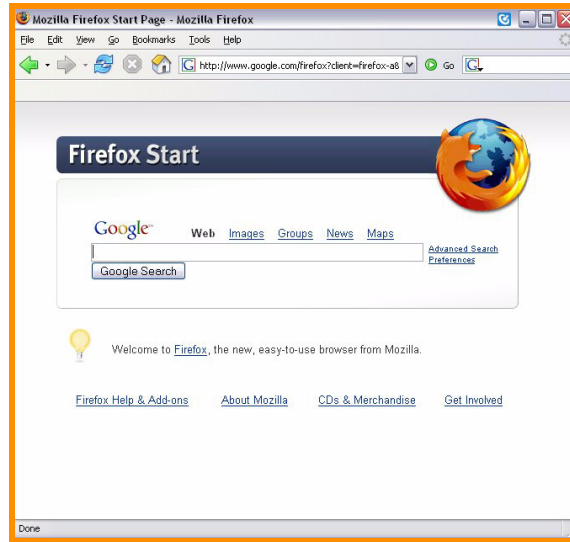 Mozilla Firefox Start Page - Mozilla Firefox
File Edit View Go Bookmarks Tools Help
G http://www.google.com/firefox?client=firefox-a& Go G
Firefox Start
Google™ Web Images Groups News Maps
Advanced Search
Preferences
Google Search
Welcome to Firefox, the new, easy-to-use browser from Mozilla.
Firefox Help & Add-ons About Mozilla CDs & Merchandise Get Involved
Done